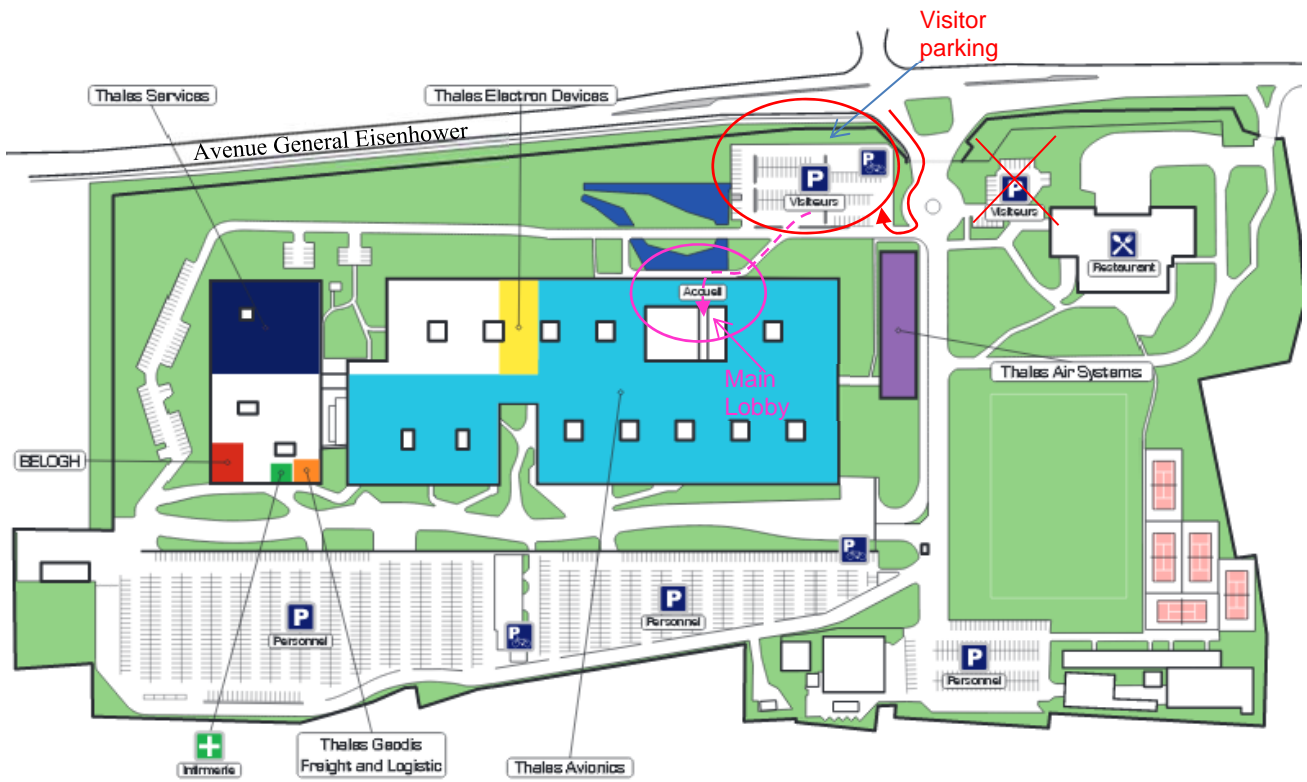 Visitor
parking
Thales Services
Thales Electron Devices
Avenue General Eisenhower
P
P
Visiteurs
P
Visiteurs
Restaurant
Accueil
Main
Lobby
Thales Air Systems
BELOGH
P
P
Personnel
P
Personnel
P
P
Personnel
Infirmerie
Thales Geodis
Freight and Logistic
Thales Avionics